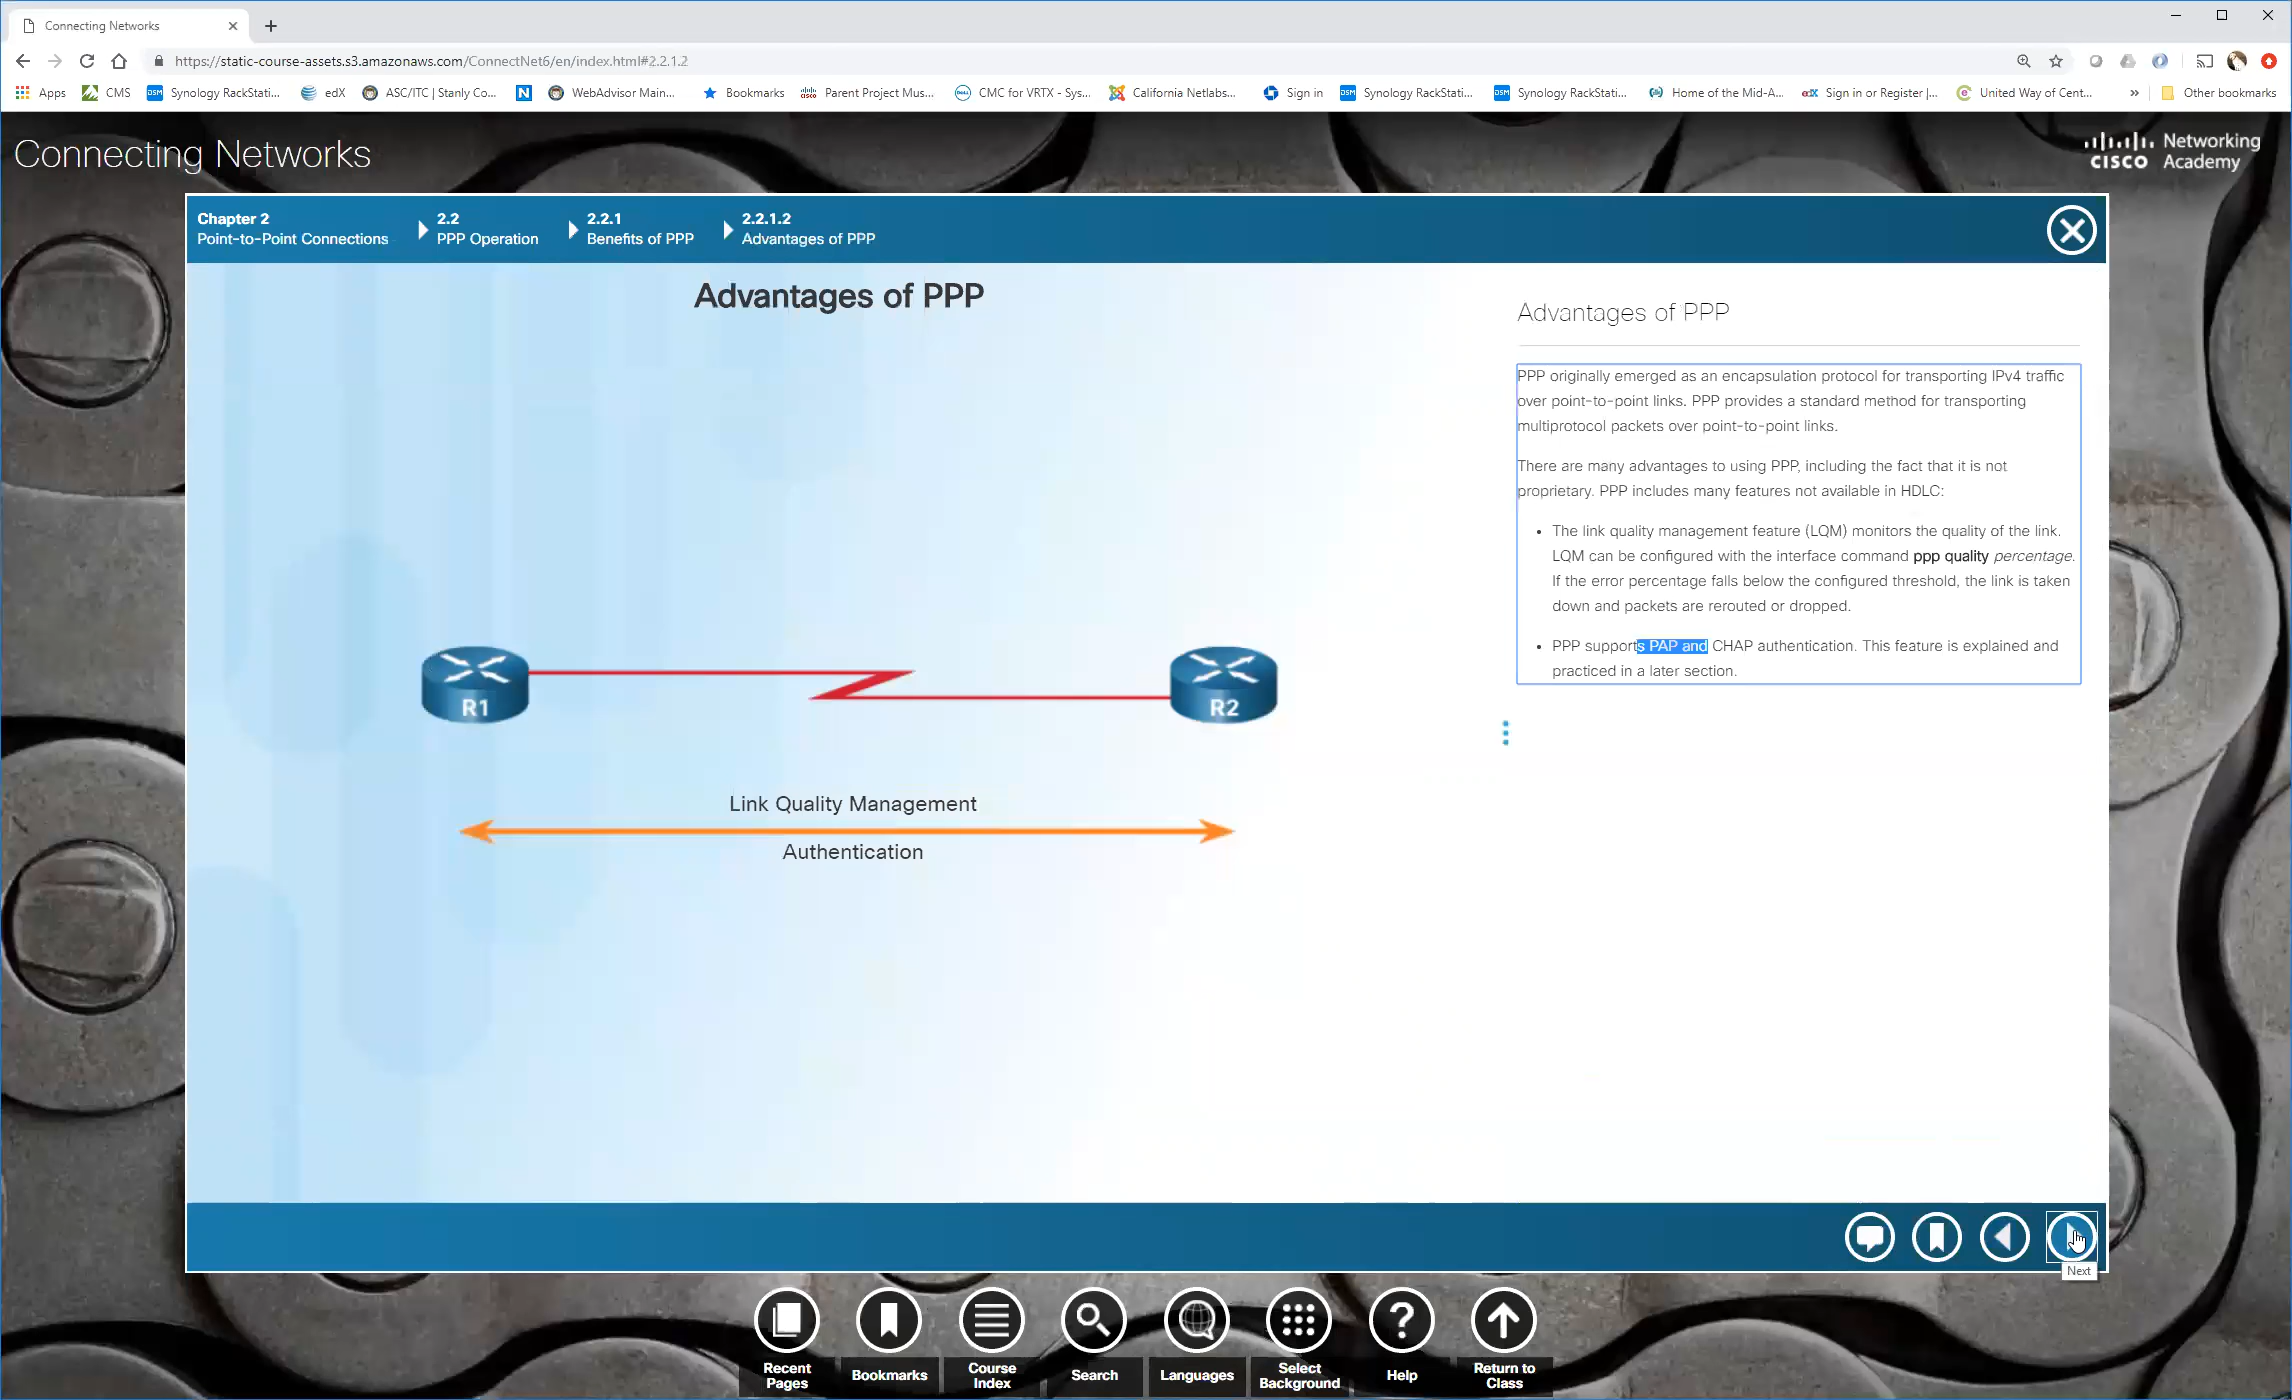 Connecting Networks
https://static-course-assets.s3.amazonaws.com/ConnectNet6/en/index.html#2.2.1.2
Apps CMS DSM Synology RackStati... edX ASC/ITC | Stanly Co... N WebAdvisor Main... Bookmarks Parent Project Mus... CMC for VRTX - Sys... California Netlabs... Sign in DSM Synology RackStati... DSM Synology RackStati... Home of the Mid-A... edX Sign in or Register |... United Way of Cent... » Other bookmarks
Connecting Networks
CISCO Networking Academy
Chapter 2
Point-to-Point Connections
2.2
PPP Operation
2.2.1
Benefits of PPP
2.2.1.2
Advantages of PPP
Advantages of PPP
R1
R2
Link Quality Management
Authentication
Advantages of PPP
PPP originally emerged as an encapsulation protocol for transporting IPv4 traffic
over point-to-point links. PPP provides a standard method for transporting
multiprotocol packets over point-to-point links.
There are many advantages to using PPP, including the fact that it is not
proprietary. PPP includes many features not available in HDLC:
• The link quality management feature (LQM) monitors the quality of the link.
LQM can be configured with the interface command ppp quality percentage.
If the error percentage falls below the configured threshold, the link is taken
down and packets are rerouted or dropped.
• PPP supports PAP and CHAP authentication. This feature is explained and
practiced in a later section.
Next
Recent
Pages
Bookmarks
Course
Index
Search
Languages
Select
Background
?
Help
Return to
Class